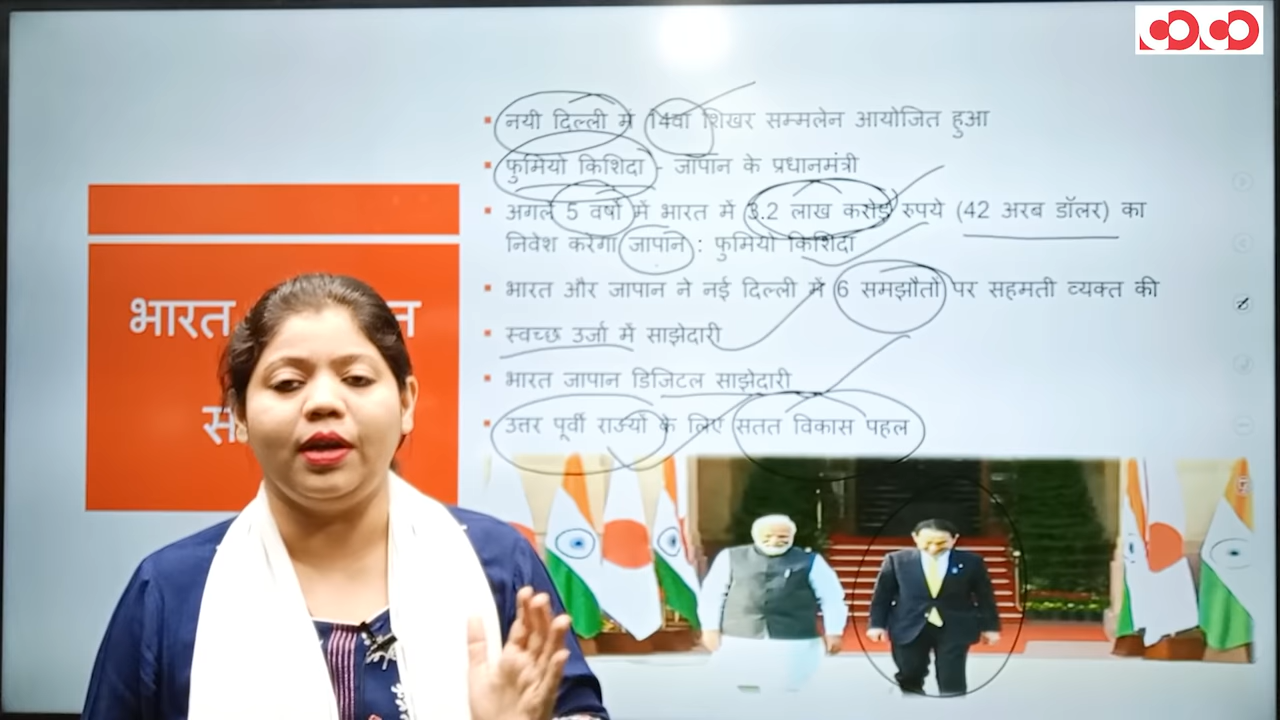 भारत
नयी दिल्ली में 14वा शिखर सम्मलेन आयोजित हुआ
फुमियो किशिदा - जापान के प्रधानमंत्री
अगले 5 वर्षो में भारत में 3.2 लाख करोड़ रुपये (42 अरब डॉलर) का
निवेश करेगा जापान : फुमियो किशिदा
भारत और जापान ने नई दिल्ली में 6 समझौतों पर सहमती व्यक्त की
स्वच्छ उर्जा में साझेदारी
भारत जापान डिजिटल साझेदारी
उत्तर पूर्वी राज्यों के लिए सतत विकास पहल